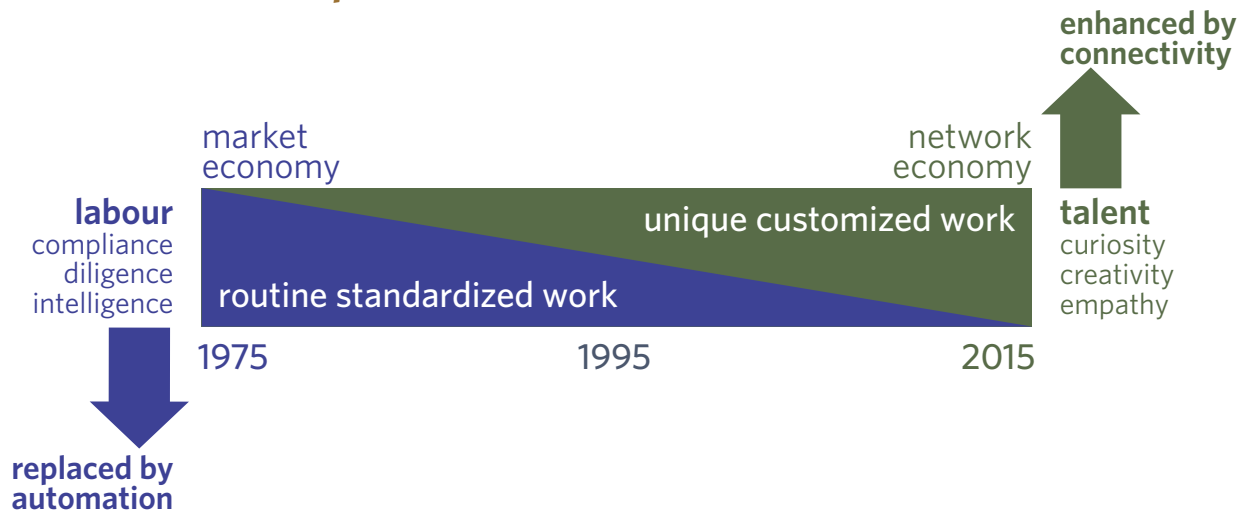 enhanced by
connectivity
market
economy
network
economy
labour
compliance
diligence
intelligence
unique customized work
routine standardized work
talent
curiosity
creativity
empathy
1975
1995
2015
replaced by
automation